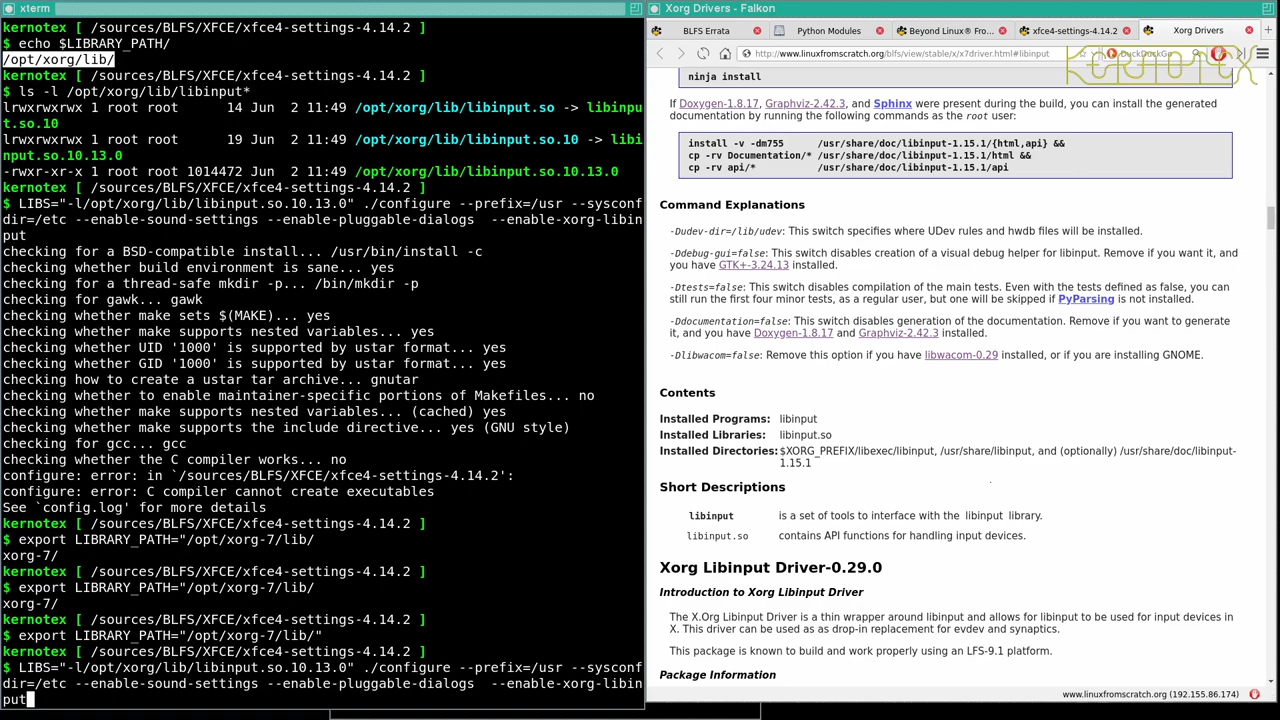 xterm
kernotex [ /sources/BLFS/XFCE/xfce4-settings-4.14.2 ]
$ echo $LIBRARY_PATH/
/opt/xorg/lib/
kernotex [ /sources/BLFS/XFCE/xfce4-settings-4.14.2 ]
$ ls -l /opt/xorg/lib/libinput*
lrwxrwxrwx 1 root root      14 Jun  2 11:49 /opt/xorg/lib/libinput.so -> libinpu
t.so.10
lrwxrwxrwx 1 root root      19 Jun  2 11:49 /opt/xorg/lib/libinput.so.10 -> libi
nput.so.10.13.0
-rwxr-xr-x 1 root root 1014472 Jun  2 11:49 /opt/xorg/lib/libinput.so.10.13.0
kernotex [ /sources/BLFS/XFCE/xfce4-settings-4.14.2 ]
$ LIBS="-l/opt/xorg/lib/libinput.so.10.13.0" ./configure --prefix=/usr --sysconf
dir=/etc --enable-sound-settings --enable-pluggable-dialogs  --enable-xorg-libin
put
checking for a BSD-compatible install... /usr/bin/install -c
checking whether build environment is sane... yes
checking for a thread-safe mkdir -p... /bin/mkdir -p
checking for gawk... gawk
checking whether make sets $(MAKE)... yes
checking whether make supports nested variables... yes
checking whether UID '1000' is supported by ustar format... yes
checking whether GID '1000' is supported by ustar format... yes
checking how to create a ustar tar archive... gnutar
checking whether to enable maintainer-specific portions of Makefiles... no
checking whether make supports nested variables... (cached) yes
checking whether make supports the include directive... yes (GNU style)
checking for gcc... gcc
checking whether the C compiler works... no
configure: error: in `/sources/BLFS/XFCE/xfce4-settings-4.14.2':
configure: error: C compiler cannot create executables
See `config.log' for more details
kernotex [ /sources/BLFS/XFCE/xfce4-settings-4.14.2 ]
$ export LIBRARY_PATH="/opt/xorg-7/lib/
xorg-7/
kernotex [ /sources/BLFS/XFCE/xfce4-settings-4.14.2 ]
$ export LIBRARY_PATH="/opt/xorg-7/lib/
xorg-7/
kernotex [ /sources/BLFS/XFCE/xfce4-settings-4.14.2 ]
$ export LIBRARY_PATH="/opt/xorg-7/lib/"
kernotex [ /sources/BLFS/XFCE/xfce4-settings-4.14.2 ]
$ LIBS="-l/opt/xorg/lib/libinput.so.10.13.0" ./configure --prefix=/usr --sysconf
dir=/etc --enable-sound-settings --enable-pluggable-dialogs  --enable-xorg-libin
put
Xorg Drivers - Falkon
BLFS Errata
Python Modules
Beyond Linux® Fro...
xfce4-settings-4.14.2
Xorg Drivers
http://www.linuxfromscratch.org/blfs/view/stable/x/x7driver.html#libinput
DuckDuckGo
KERNOTEX
ninja install
If Doxygen-1.8.17, Graphviz-2.42.3, and Sphinx were present during the build, you can install the generated
documentation by running the following commands as the root user:
install -v -dm755      /usr/share/doc/libinput-1.15.1/{html,api} &&
cp -rv Documentation/* /usr/share/doc/libinput-1.15.1/html &&
cp -rv api/*           /usr/share/doc/libinput-1.15.1/api
Command Explanations
-Dudev-dir=/lib/udev: This switch specifies where UDev rules and hwdb files will be installed.
-Ddebug-gui=false: This switch disables creation of a visual debug helper for libinput. Remove if you want it, and
you have GTK+-3.24.13 installed.
-Dtests=false: This switch disables compilation of the main tests. Even with the tests defined as false, you can
still run the first four minor tests, as a regular user, but one will be skipped if PyParsing is not installed.
-Ddocumentation=false: This switch disables generation of the documentation. Remove if you want to generate
it, and you have Doxygen-1.8.17 and Graphviz-2.42.3 installed.
-Dlibwacom=false: Remove this option if you have libwacom-0.29 installed, or if you are installing GNOME.
Contents
Installed Programs: libinput
Installed Libraries: libinput.so
Installed Directories: $XORG_PREFIX/libexec/libinput, /usr/share/libinput, and (optionally) /usr/share/doc/libinput-
1.15.1
Short Descriptions
libinput is a set of tools to interface with the libinput library.
libinput.so contains API functions for handling input devices.
Xorg Libinput Driver-0.29.0
Introduction to Xorg Libinput Driver
The X.Org Libinput Driver is a thin wrapper around libinput and allows for libinput to be used for input devices in
X. This driver can be used as as drop-in replacement for evdev and synaptics.
This package is known to build and work properly using an LFS-9.1 platform.
Package Information
www.linuxfromscratch.org (192.155.86.174)